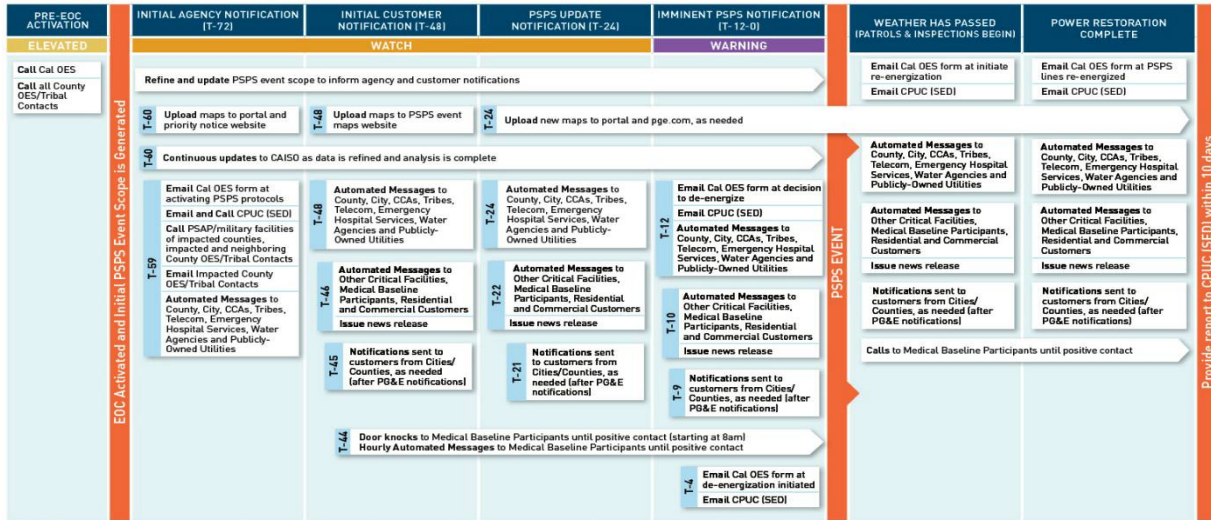 PRE-EOC
ACTIVATION
INITIAL AGENCY NOTIFICATION
(T-72)
INITIAL CUSTOMER
NOTIFICATION (T-48)
PSPS UPDATE
NOTIFICATION (T-24)
IMMINENT PSPS NOTIFICATION
(T-12-0)
WEATHER HAS PASSED
(PATROLS & INSPECTIONS BEGIN)
POWER RESTORATION
COMPLETE
ELEVATED
WATCH
WARNING
Call Cal OES
Call all County
OES/Tribal
Contacts
EOC Activated and Initial PSPS Event Scope is Generated
Refine and update PSPS event scope to inform agency and customer notifications
T-60
Upload maps to portal and
priority notice website
T-48
Upload maps to PSPS event
maps website
T-24
Upload new maps to portal and pge.com, as needed
T-60
Continuous updates to CAISO as data is refined and analysis is complete
T-59
Email Cal OES form at
activating PSPS protocols
Email and Call CPUC (SED)
Call PSAP/military facilities
of impacted counties,
impacted and neighboring
County OES/Tribal Contacts
Email Impacted County
OES/Tribal Contacts
Automated Messages to
County, City, CCAs, Tribes,
Telecom, Emergency
Hospital Services, Water
Agencies and Publicly-
Owned Utilities
T-48
Automated Messages to
County, City, CCAs, Tribes,
Telecom, Emergency
Hospital Services, Water
Agencies and Publicly-
Owned Utilities
T-46
Automated Messages to
Other Critical Facilities,
Medical Baseline
Participants, Residential
and Commercial Customers
Issue news release
T-45
Notifications sent to
customers from Cities/
Counties, as needed
(after PG&E notifications)
T-24
Automated Messages to
County, City, CCAs, Tribes,
Telecom, Emergency
Hospital Services, Water
Agencies and Publicly-
Owned Utilities
T-22
Automated Messages to
Other Critical Facilities,
Medical Baseline
Participants, Residential
and Commercial Customers
Issue news release
T-21
Notifications sent
to customers from
Cities/Counties, as
needed (after PG&E
notifications)
T-12
Email Cal OES form at decision
to de-energize
Email CPUC (SED)
Automated Messages to
County, City, CCAs, Tribes,
Telecom, Emergency Hospital
Services, Water Agencies and
Publicly-Owned Utilities
T-10
Automated Messages to
Other Critical Facilities,
Medical Baseline
Participants, Residential
and Commercial Customers
Issue news release
T-9
Notifications sent to
customers from Cities/
Counties, as needed (after
PG&E notifications)
T-44
Door knocks to Medical Baseline Participants until positive contact (starting at 8am)
Hourly Automated Messages to Medical Baseline Participants until positive contact
T-4
Email Cal OES form at
de-energization initiated
Email CPUC (SED)
PSPS EVENT
Email Cal OES form at initiate
re-energization
Email CPUC (SED)
Automated Messages to
County, City, CCAs, Tribes,
Telecom, Emergency Hospital
Services, Water Agencies and
Publicly-Owned Utilities
Automated Messages to
Other Critical Facilities,
Medical Baseline Participants,
Residential and Commercial
Customers
Issue news release
Notifications sent to
customers from Cities/
Counties, as needed (after
PG&E notifications)
Email Cal OES form at PSPS
lines re-energized
Email CPUC (SED)
Automated Messages to
County, City, CCAs, Tribes,
Telecom, Emergency Hospital
Services, Water Agencies and
Publicly-Owned Utilities
Automated Messages to
Other Critical Facilities,
Medical Baseline Participants,
Residential and Commercial
Customers
Issue news release
Notifications sent to
customers from Cities/
Counties, as needed (after
PG&E notifications)
Calls to Medical Baseline Participants until positive contact
Provide report to CPUC (SED) within 10 days